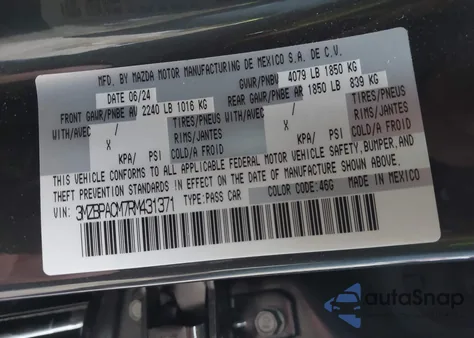 MFD. BY MAZDA MOTOR MANUFACTURING DE MEXICO S.A. DE C.V.
DATE 06/24 GVWR/PNBV 4079 LB 1850 KG
FRONT GAWR/PNBE AV 2240 LB 1016 KG REAR GAWR/PNBE AR 1850 LB 839 KG
WITH/AVEC / TIRES/PNEUS WITH/AVEC / TIRES/PNEUS
X RIMS/JANTES X RIMS/JANTES
KPA/ PSI COLD/A FROID KPA/ PSI COLD/A FROID
THIS VEHICLE CONFORMS TO ALL APPLICABLE FEDERAL MOTOR VEHICLE SAFETY, BUMPER, AND
THEFT PREVENTION STANDARDS IN EFFECT ON THE DATE OF MANUFACTURE SHOWN ABOVE.
3MZBPACM7RM431371 TYPE:PASS CAR COLOR CODE:46G MADE IN MEXICO
autoSnap